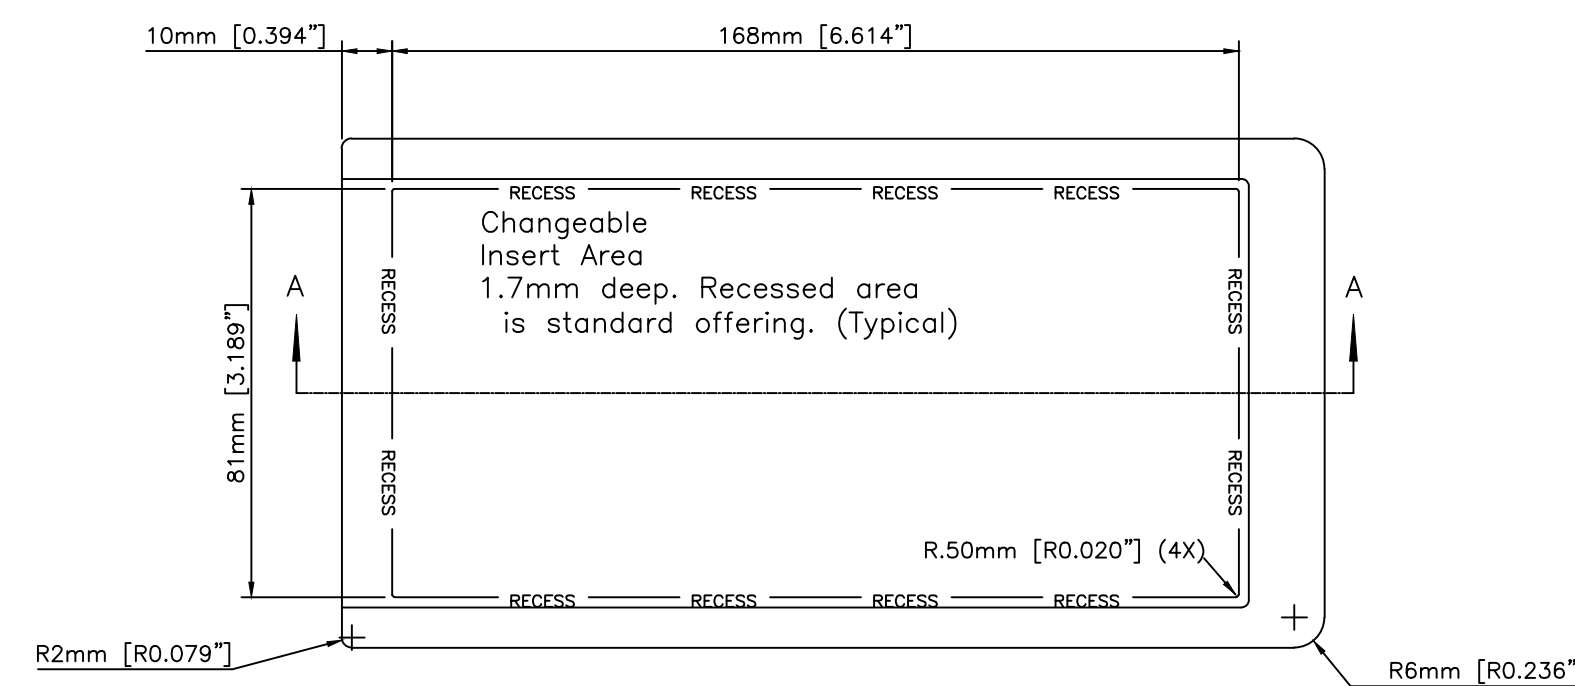 10mm [0.394”]
168mm [6.614”]
RECESS RECESS RECESS RECESS
Changeable
Insert Area
1.7mm deep. Recessed area
is standard offering. (Typical)
A
A
RECESS
RECESS
81mm [3.189”]
RECESS
RECESS
R.50mm [R0.020”] (4X)
RECESS RECESS RECESS RECESS
R2mm [R0.079”]
R6mm [R0.236”